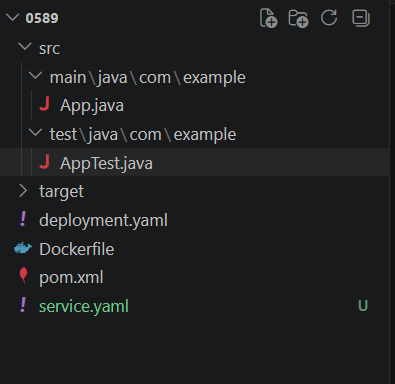 0589
src
main\java\com\example
App.java
test\java\com\example
AppTest.java
target
deployment.yaml
Dockerfile
pom.xml
service.yaml U